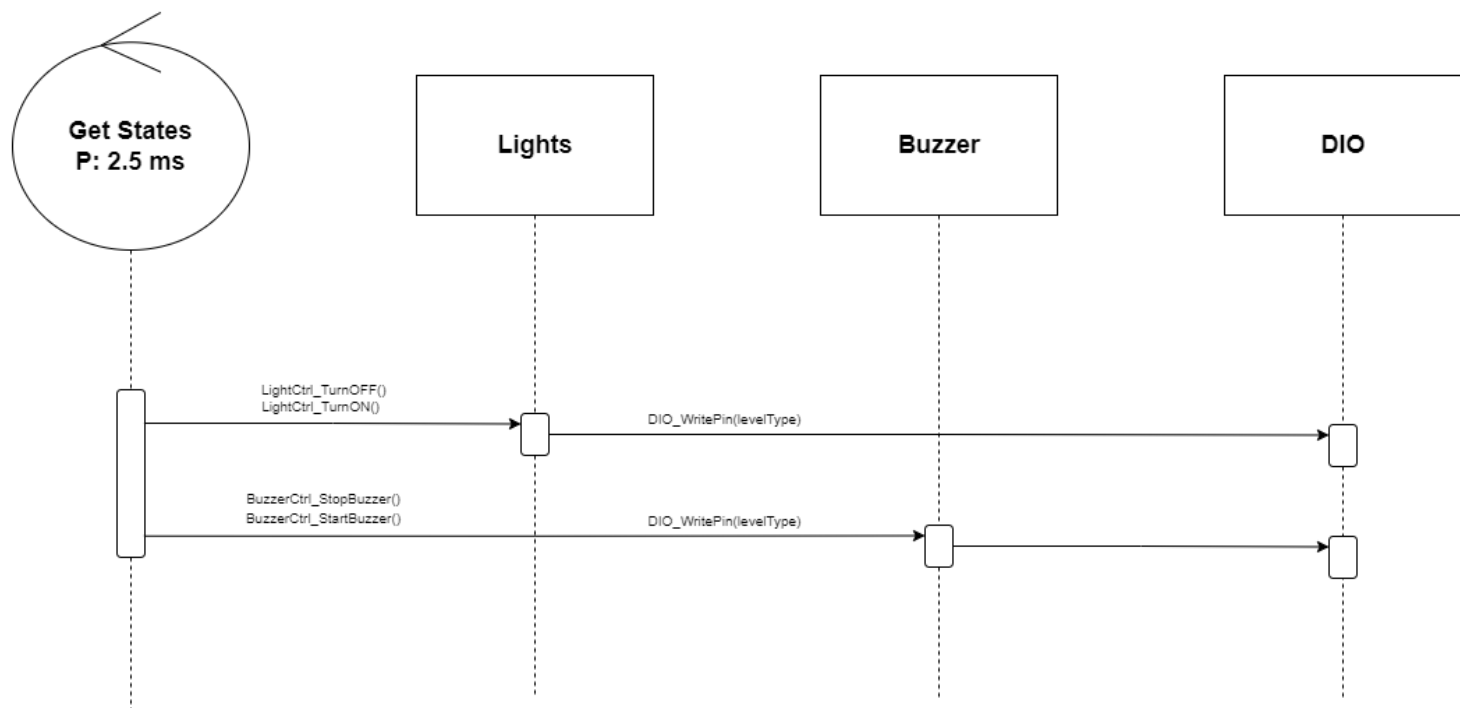 Get States
P: 2.5 ms
Lights
Buzzer
DIO
LightCtrl_TurnOFF()
LightCtrl_TurnON()
DIO_WritePin(levelType)
BuzzerCtrl_StopBuzzer()
BuzzerCtrl_StartBuzzer()
DIO_WritePin(levelType)